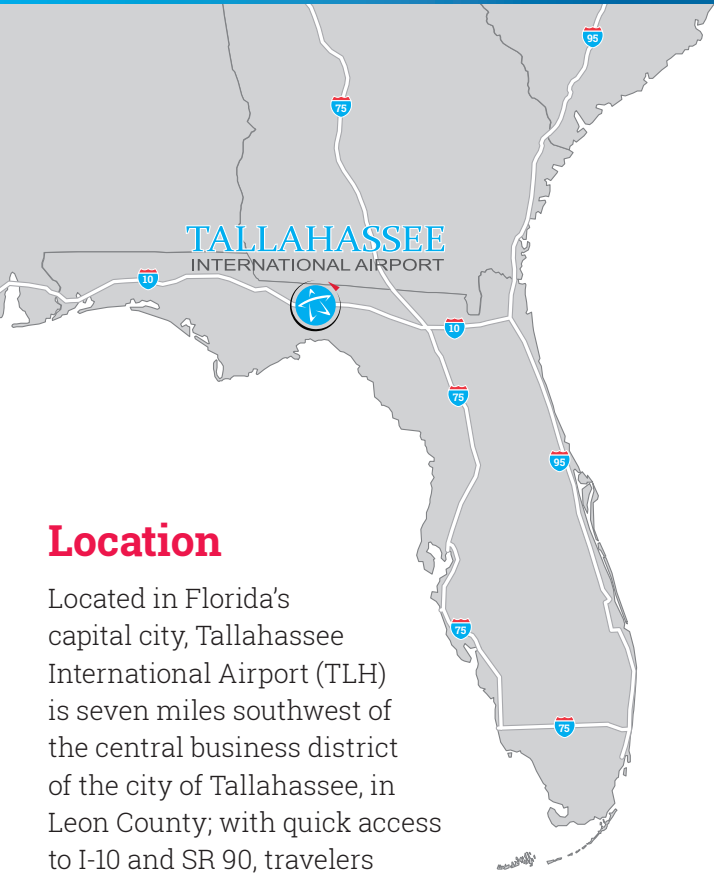 95
75
TALLAHASSEE
INTERNATIONAL AIRPORT
10
10
75
95
Location
Located in Florida’s
capital city, Tallahassee
International Airport (TLH)
is seven miles southwest of
the central business district
of the city of Tallahassee, in
Leon County; with quick access
to I-10 and SR 90, travelers
75
75